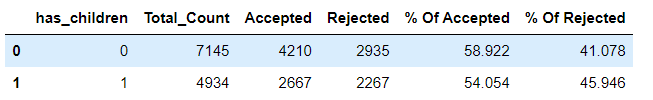 has_children Total_Count Accepted Rejected % Of Accepted % Of Rejected
0 0 7145 4210 2935 58.922 41.078
1 1 4934 2667 2267 54.054 45.946